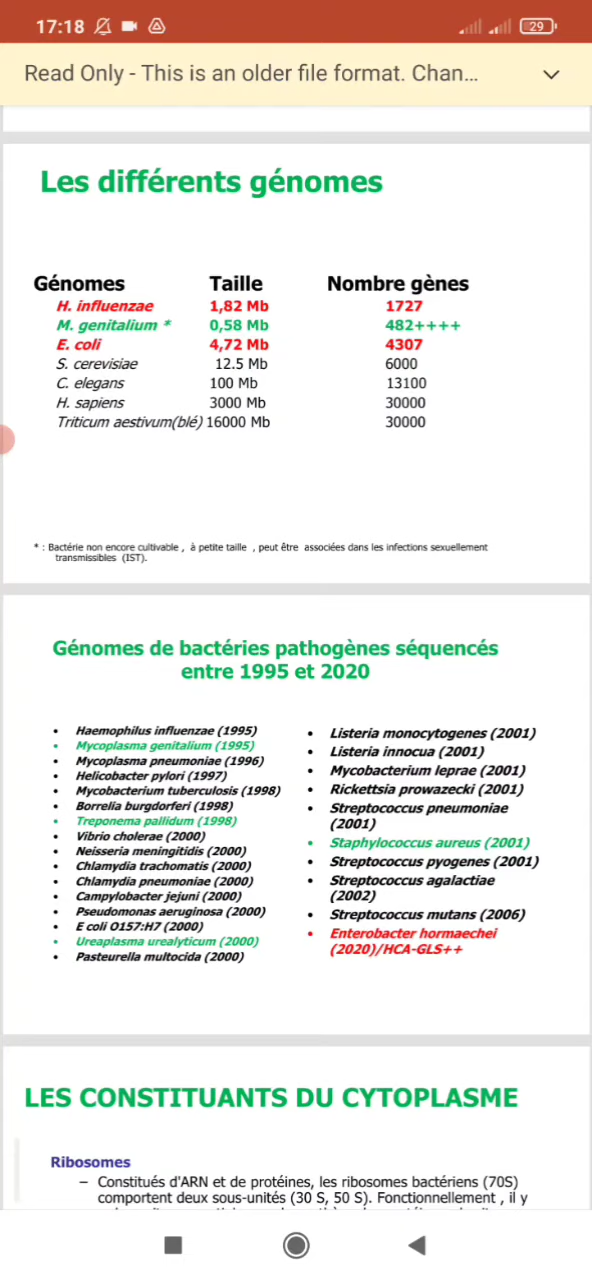 17:18 29
Read Only - This is an older file format. Chan...
Les différents génomes
Génomes Taille Nombre gènes
H. influenzae 1,82 Mb 1727
M. genitalium * 0,58 Mb 482++++
E. coli 4,72 Mb 4307
S. cerevisiae 12.5 Mb 6000
C. elegans 100 Mb 13100
H. sapiens 3000 Mb 30000
Triticum aestivum(blé) 16000 Mb 30000
* : Bactérie non encore cultivable , à petite taille , peut être associées dans les infections sexuellement
transmissibles (IST).
Génomes de bactéries pathogènes séquencés
entre 1995 et 2020
• Haemophilus influenzae (1995)
• Mycoplasma genitalium (1995)
• Mycoplasma pneumoniae (1996)
• Helicobacter pylori (1997)
• Mycobacterium tuberculosis (1998)
• Borrelia burgdorferi (1998)
• Treponema pallidum (1998)
• Vibrio cholerae (2000)
• Neisseria meningitidis (2000)
• Chlamydia trachomatis (2000)
• Chlamydia pneumoniae (2000)
• Campylobacter jejuni (2000)
• Pseudomonas aeruginosa (2000)
• E coli O157:H7 (2000)
• Ureaplasma urealyticum (2000)
• Pasteurella multocida (2000)
• Listeria monocytogenes (2001)
• Listeria innocua (2001)
• Mycobacterium leprae (2001)
• Rickettsia prowazecki (2001)
• Streptococcus pneumoniae
(2001)
• Staphylococcus aureus (2001)
• Streptococcus pyogenes (2001)
• Streptococcus agalactiae
(2002)
• Streptococcus mutans (2006)
• Enterobacter hormaechei
(2020)/HCA-GLS++
LES CONSTITUANTS DU CYTOPLASME
Ribosomes
– Constitués d'ARN et de protéines, les ribosomes bactériens (70S)
comportent deux sous-unités (30 S, 50 S). Fonctionnellement , il y